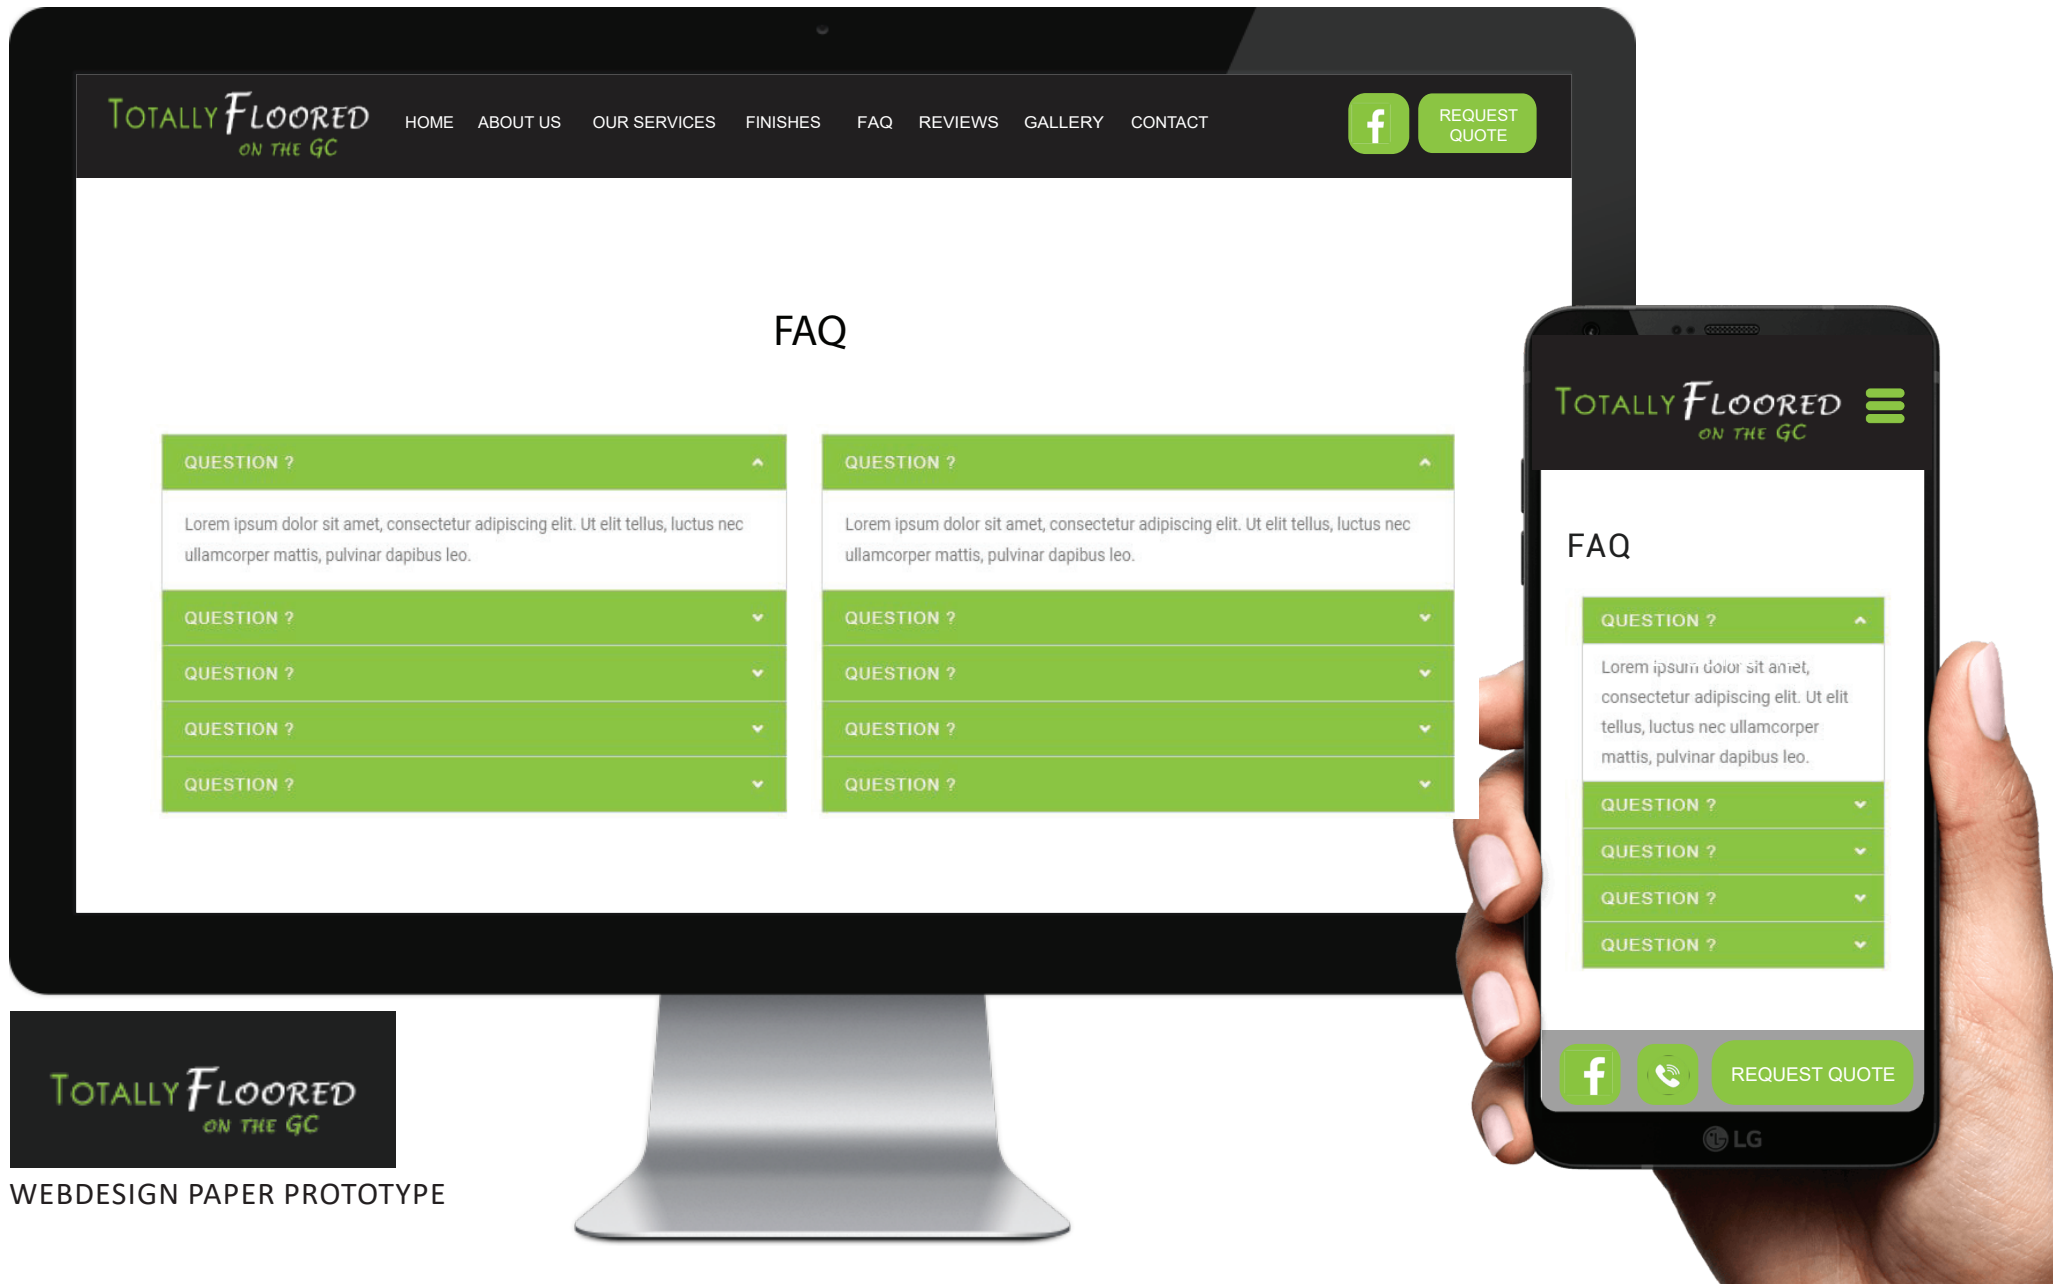 TOTALLY FLOORED
ON THE GC
HOME ABOUT US OUR SERVICES FINISHES FAQ REVIEWS GALLERY CONTACT
f
REQUEST
QUOTE
FAQ
QUESTION ?
Lorem ipsum dolor sit amet, consectetur adipiscing elit. Ut elit tellus, luctus nec
ullamcorper mattis, pulvinar dapibus leo.
QUESTION ?
QUESTION ?
QUESTION ?
QUESTION ?
QUESTION ?
Lorem ipsum dolor sit amet, consectetur adipiscing elit. Ut elit tellus, luctus nec
ullamcorper mattis, pulvinar dapibus leo.
QUESTION ?
QUESTION ?
QUESTION ?
QUESTION ?
TOTALLY FLOORED
ON THE GC
FAQ
QUESTION ?
Lorem ipsum dolor sit amet,
consectetur adipiscing elit. Ut elit
tellus, luctus nec ullamcorper
mattis, pulvinar dapibus leo.
QUESTION ?
QUESTION ?
QUESTION ?
QUESTION ?
f
REQUEST QUOTE
LG
TOTALLY FLOORED
ON THE GC
WEBDESIGN PAPER PROTOTYPE